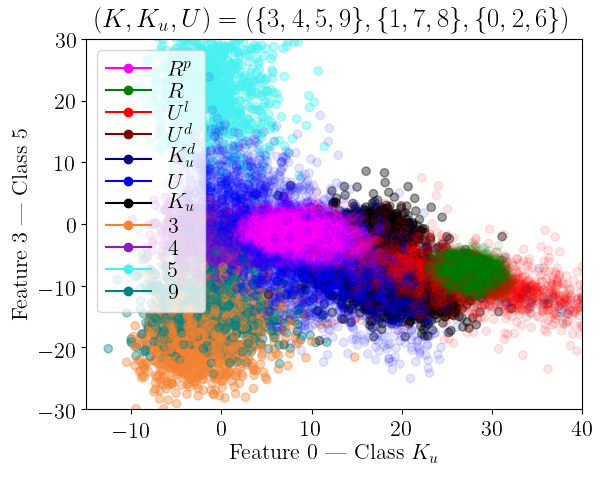 $(K, K_u, U) = (\{3, 4, 5, 9\}, \{1, 7, 8\}, \{0, 2, 6\})$
$R^p$
$R$
$U^l$
$U^d$
$K_u^d$
$U$
$K_u$
3
4
5
9
Feature 3 — Class 5
30
20
10
0
−10
−20
−30
−10
0
10
20
30
40
Feature 0 — Class $K_u$